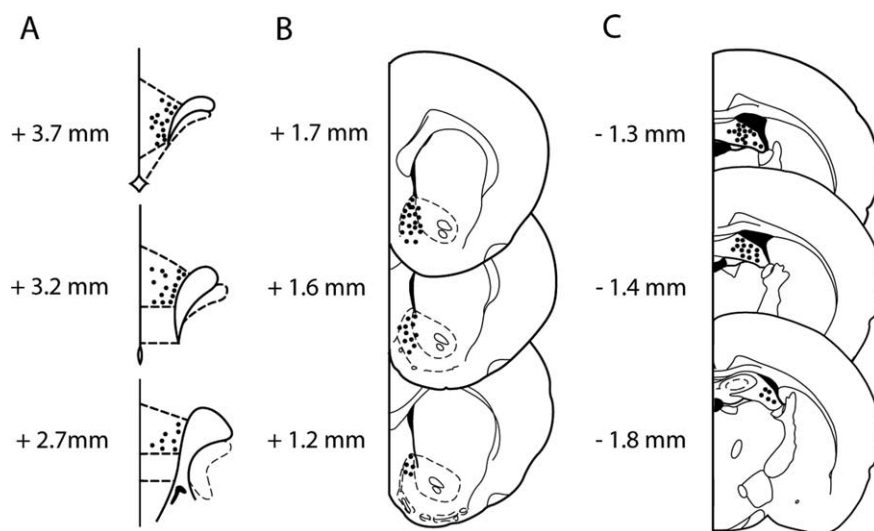 A
B
C
+ 3.7 mm
+ 1.7 mm
- 1.3 mm
+ 3.2 mm
+ 1.6 mm
- 1.4 mm
+ 2.7mm
+ 1.2 mm
- 1.8 mm